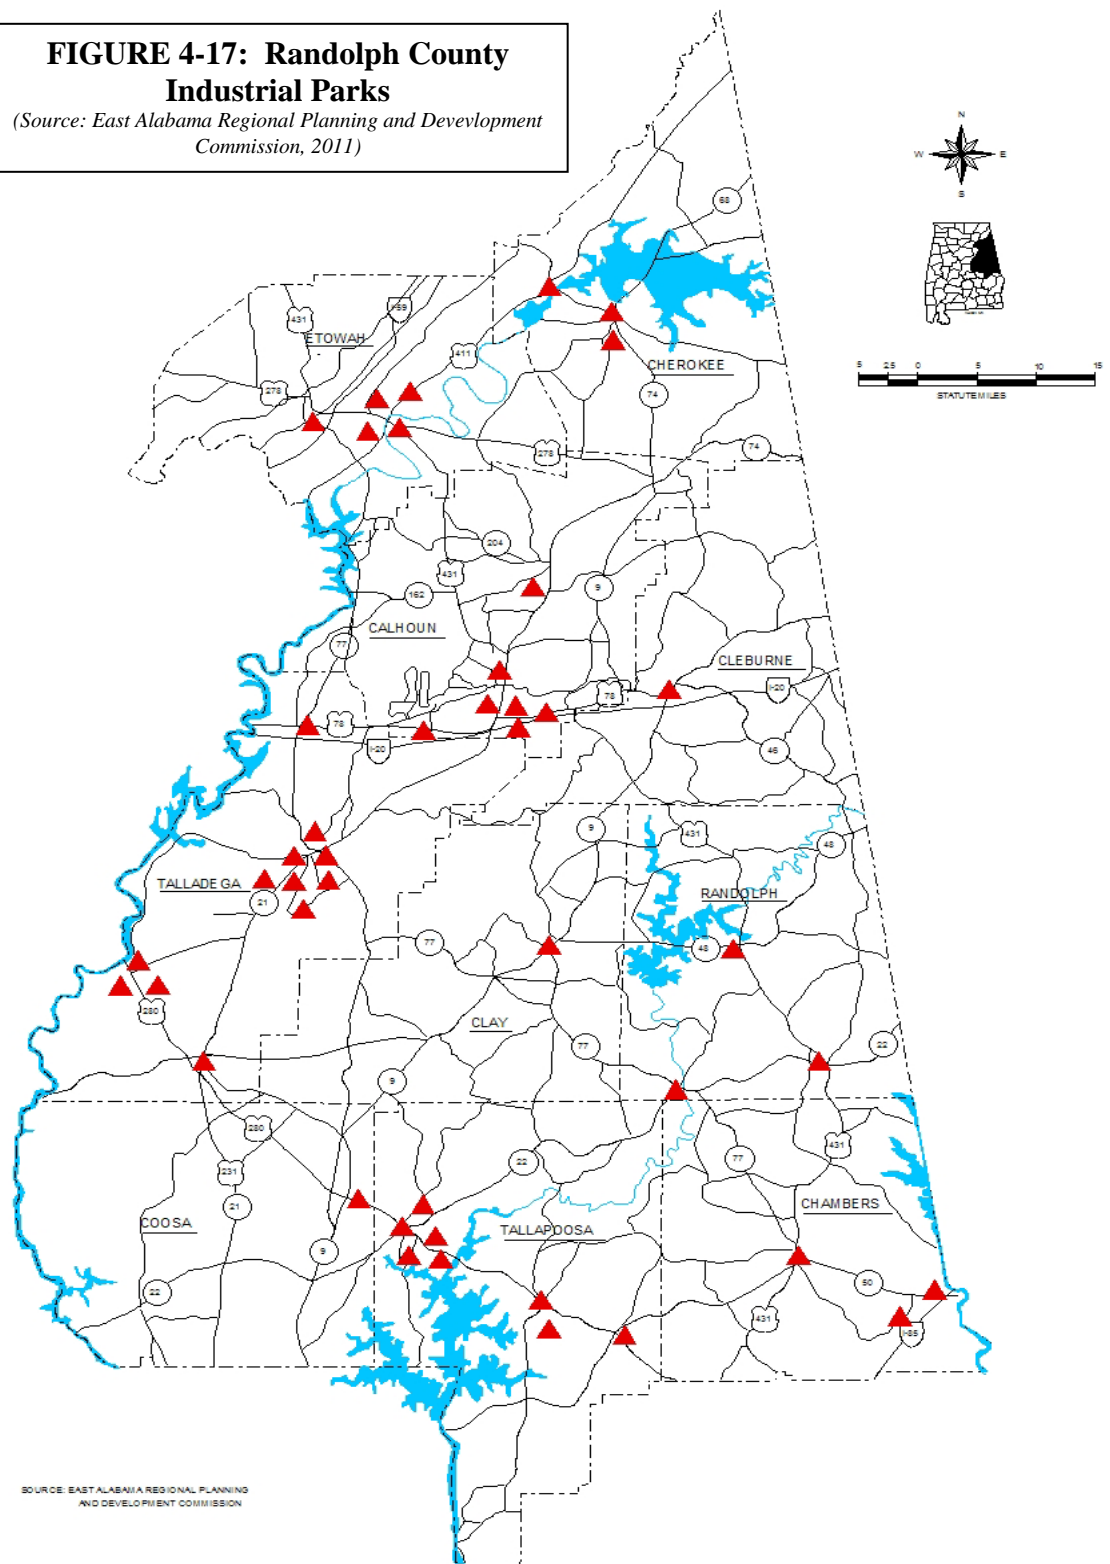 FIGURE 4-17: Randolph County
Industrial Parks
(Source: East Alabama Regional Planning and Devevlopment
Commission, 2011)
N
W
E
S
68
431
I-59
ETOWAH
411
CHEROKEE
5
2.5
0
5
10
15
STATUTE MILES
278
74
278
74
204
431
162
9
CALHOUN
77
CLEBURNE
78
I-20
78
I-20
46
9
431
48
TALLADEGA
21
RANDOLPH
77
48
280
CLAY
77
22
9
280
431
22
77
231
21
COOSA
CHAMBERS
TALLAPOOSA
9
22
50
431
I-85
SOURCE: EAST ALABAMA REGIONAL PLANNING
AND DEVELOPMENT COMMISSION